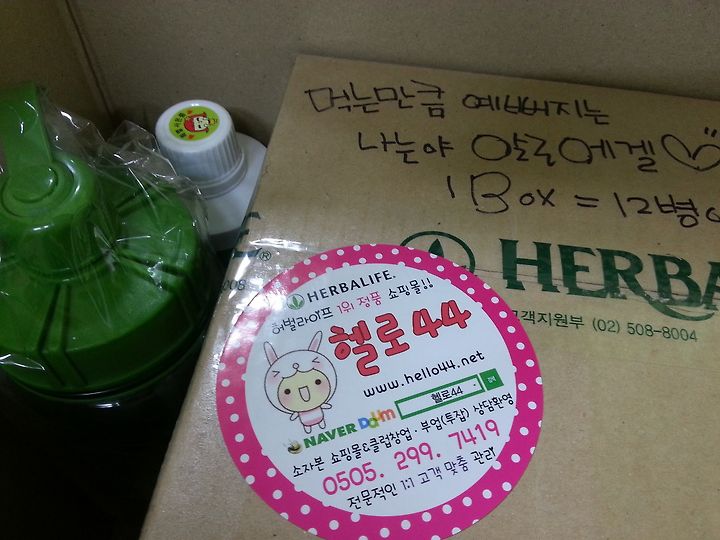 먹는만큼 예뻐지는
나는야 알로에겔♡
1Box = 12병
HERBA
고객지원부 (02) 508-8004
HERBALIFE.
허벌라이프 1위 정품 쇼핑몰!!
헬로44
www.hello44.net
NAVER Daum 헬로44
소자본 쇼핑몰&클럽창업·부업(투잡) 상담환영
0505. 299. 7419
전문적인 1:1 고객 맞춤 관리